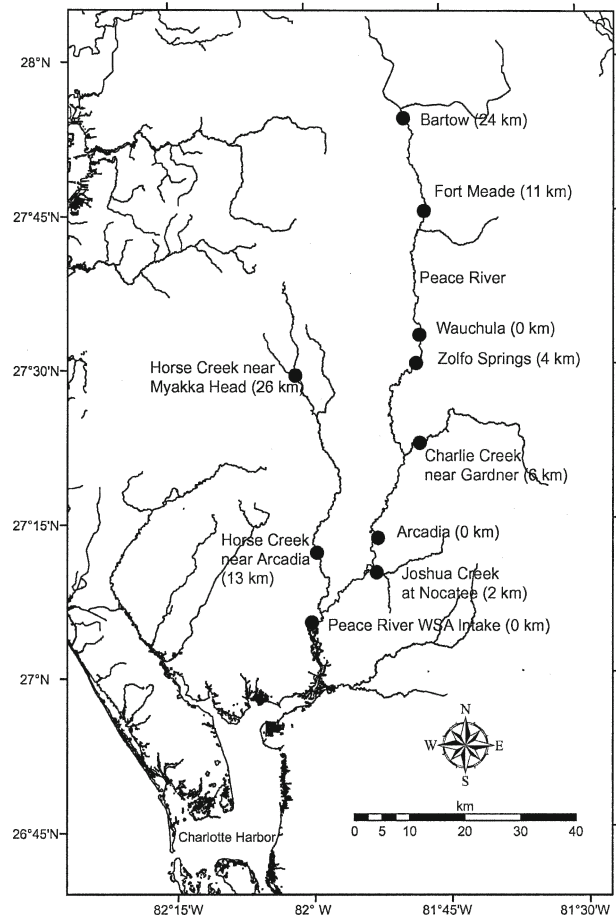 28°N
Bartow (24 km)
Fort Meade (11 km)
27°45'N
Peace River
Wauchula (0 km)
Zolfo Springs (4 km)
27°30'N
Horse Creek near
Myakka Head (26 km)
Charlie Creek
near Gardner (6 km)
27°15'N
Arcadia (0 km)
Horse Creek
near Arcadia
(13 km)
Joshua Creek
at Nocatee (2 km)
Peace River WSA Intake (0 km)
27°N
N
W E
S
km
0 5 10 20 30 40
26°45'N
Charlotte Harbor
82°15'W 82° W 81°45'W 81°30'W